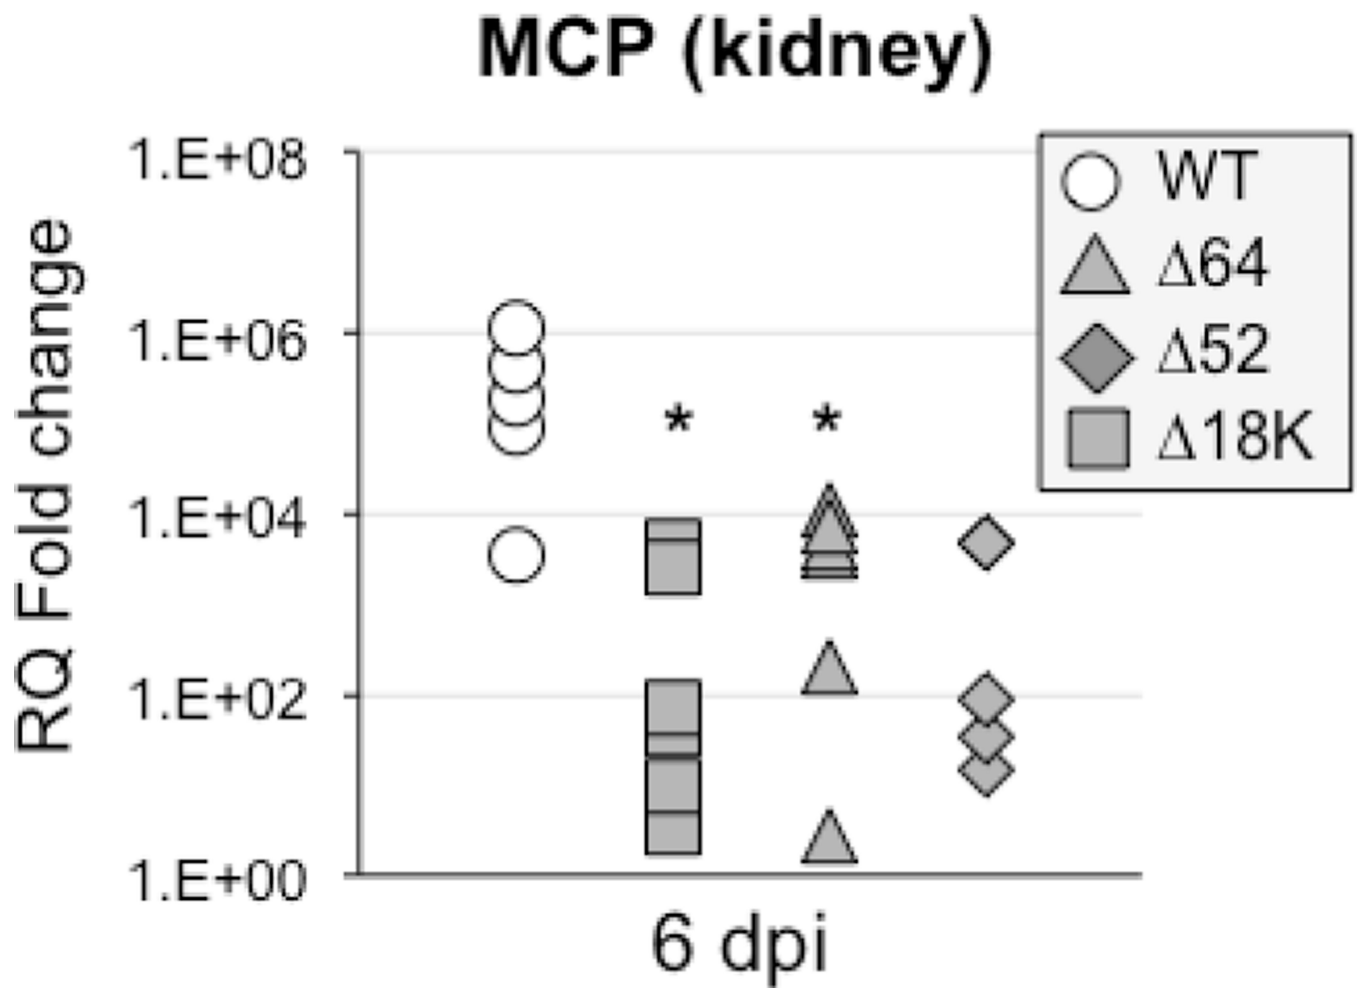 MCP (kidney)
RQ Fold change
1.E+08
1.E+06
1.E+04
1.E+02
1.E+00
* *
6 dpi
WT
Δ64
Δ52
Δ18K